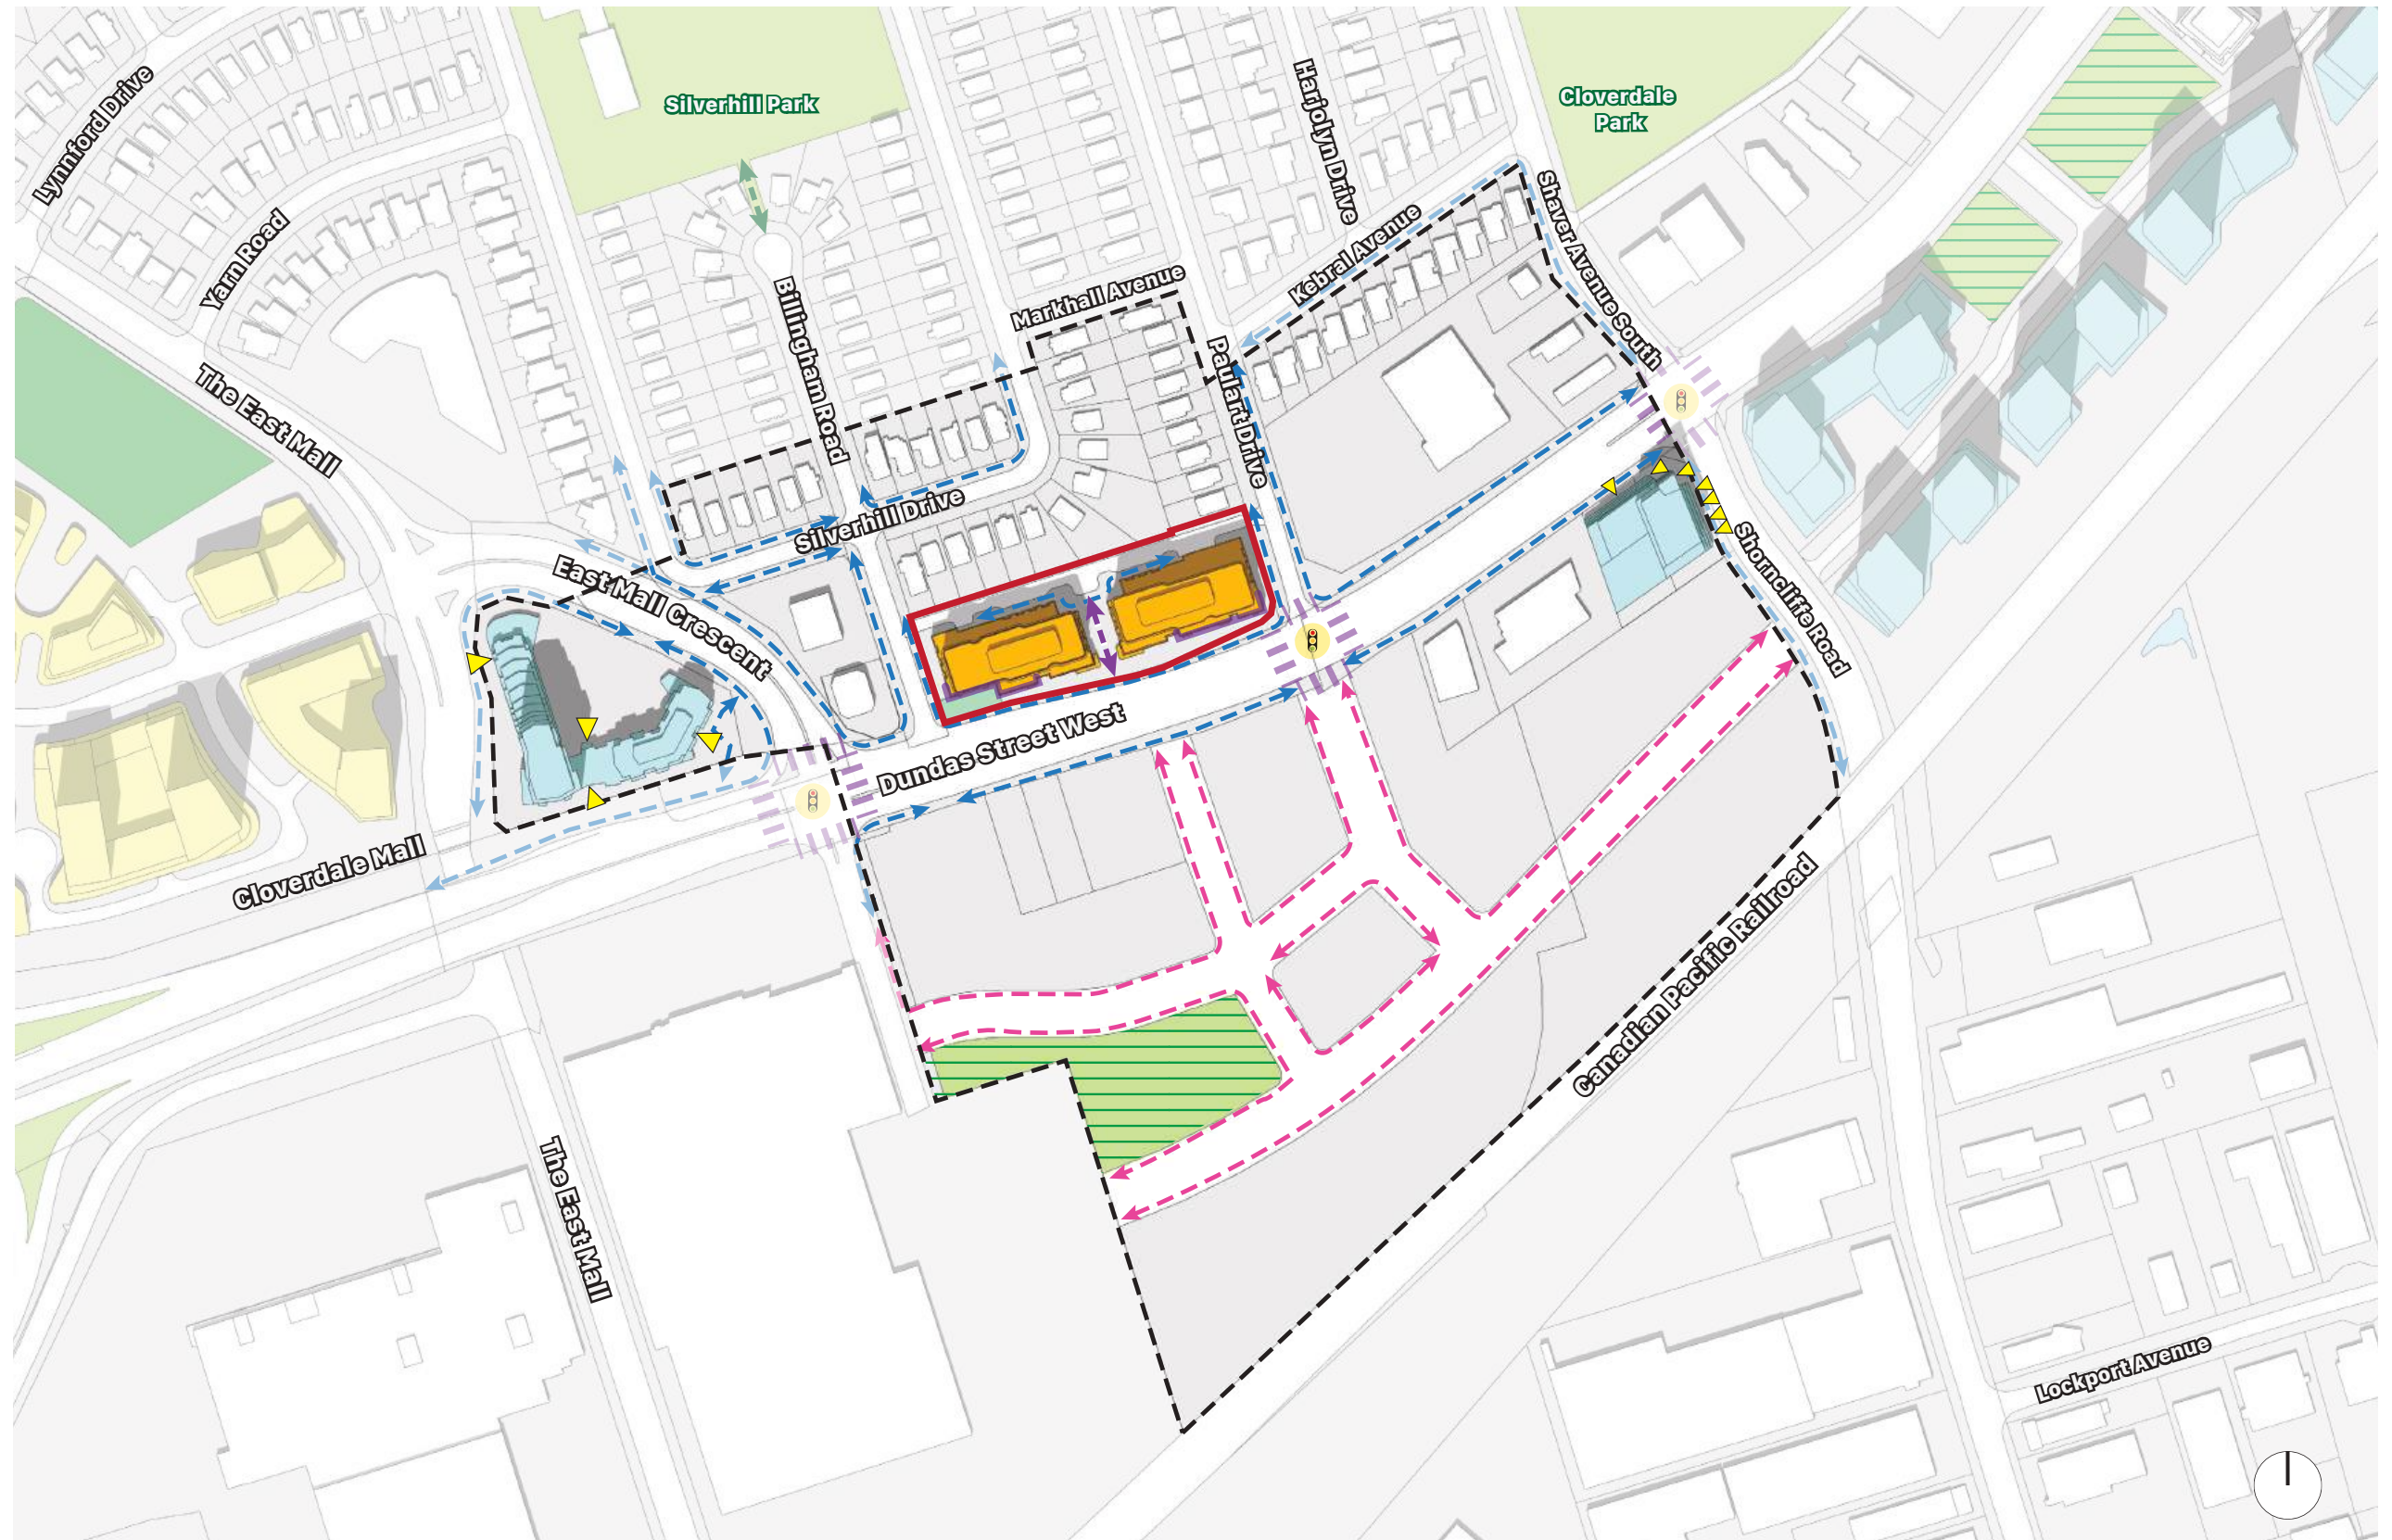 Lynnford Drive
Silverhill Park
Harjolyn Drive
Cloverdale
Park
Yarn Road
Shaver Avenue South
Kebral Avenue
Markhall Avenue
Billingham Road
Paulart Drive
The East Mall
Silverhill Drive
East Mall Crescent
Shorncliffe Road
Dundas Street West
Cloverdale Mall
Canadian Pacific Railroad
The East Mall
Lockport Avenue